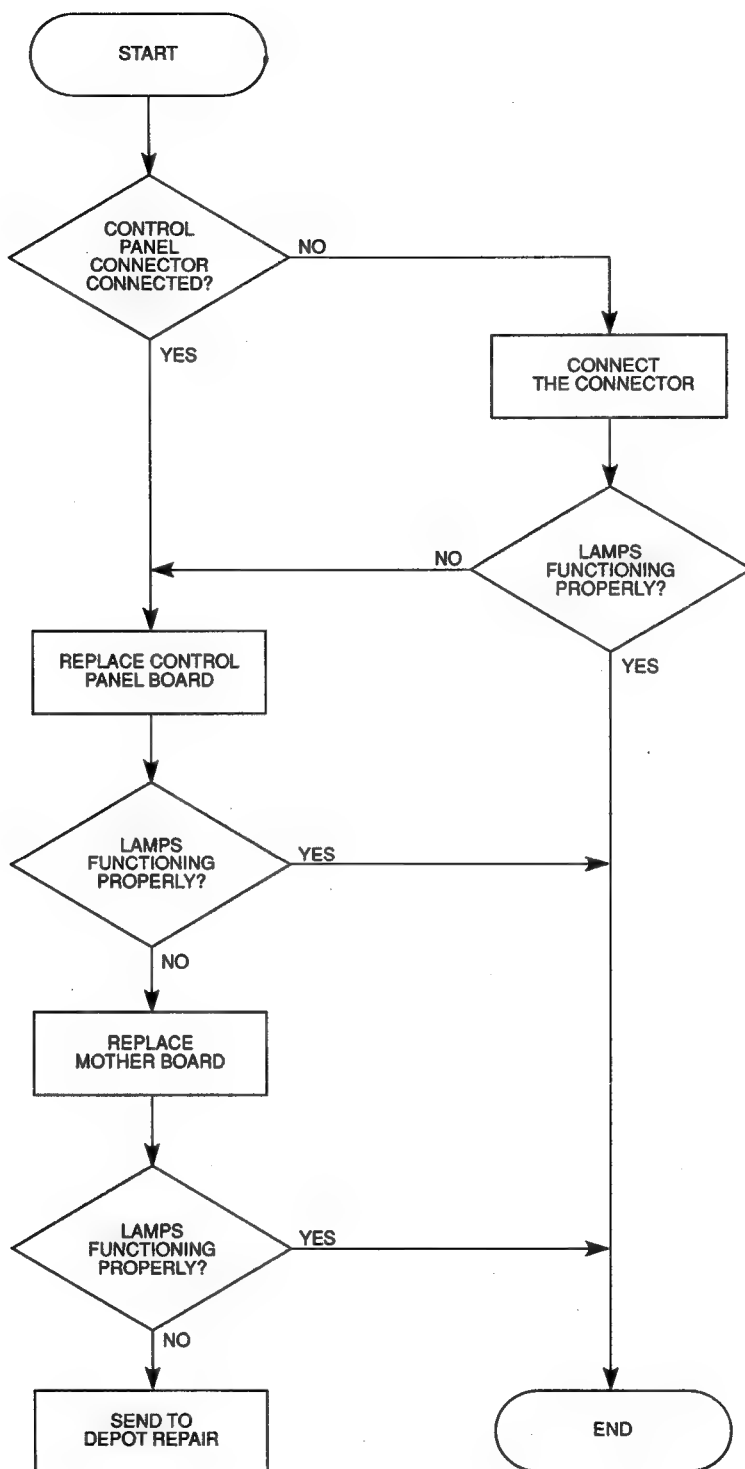 START
CONTROL
PANEL
CONNECTOR
CONNECTED?
NO
YES
CONNECT
THE CONNECTOR
LAMPS
FUNCTIONING
PROPERLY?
NO
YES
REPLACE CONTROL
PANEL BOARD
LAMPS
FUNCTIONING
PROPERLY?
YES
NO
REPLACE
MOTHER BOARD
LAMPS
FUNCTIONING
PROPERLY?
YES
NO
SEND TO
DEPOT REPAIR
END